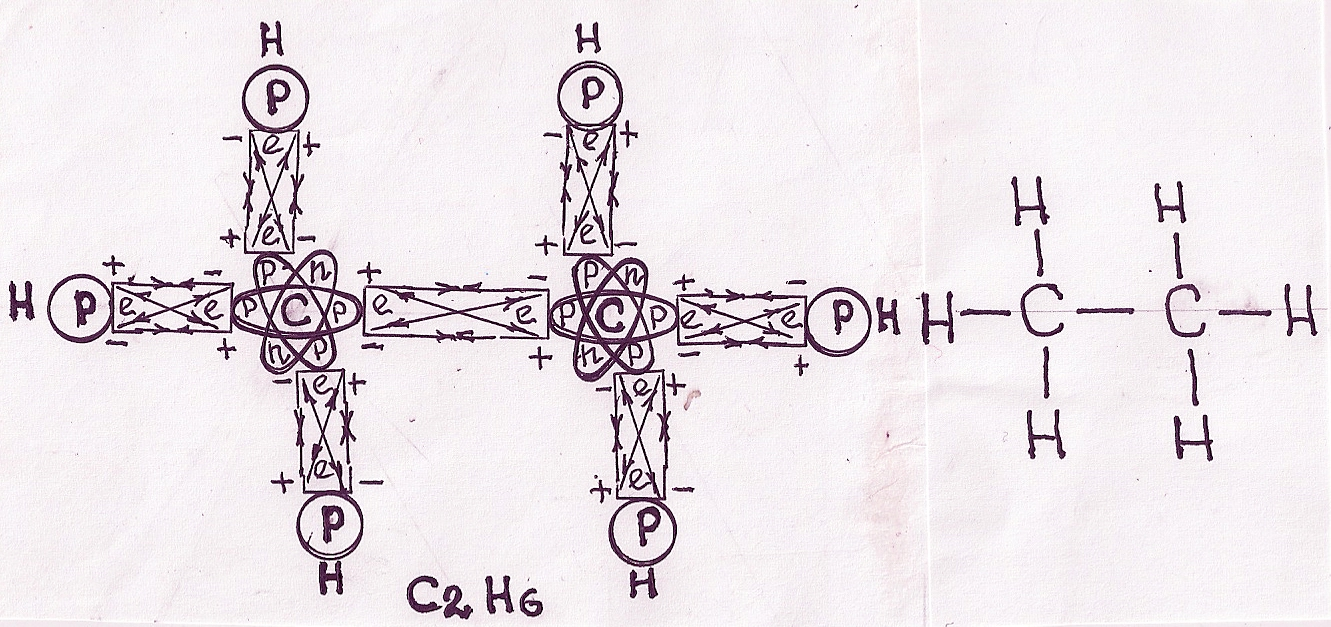 H H
P P
- e + - e +
H H
+ e - + e -
p n p n
+ - + - + -
H P e e p C p e e p C p e e P H H — C — C — H
- + - + - +
n p n p
- e + - e +
H H
+ e - + e -
P P
H H
C2H6